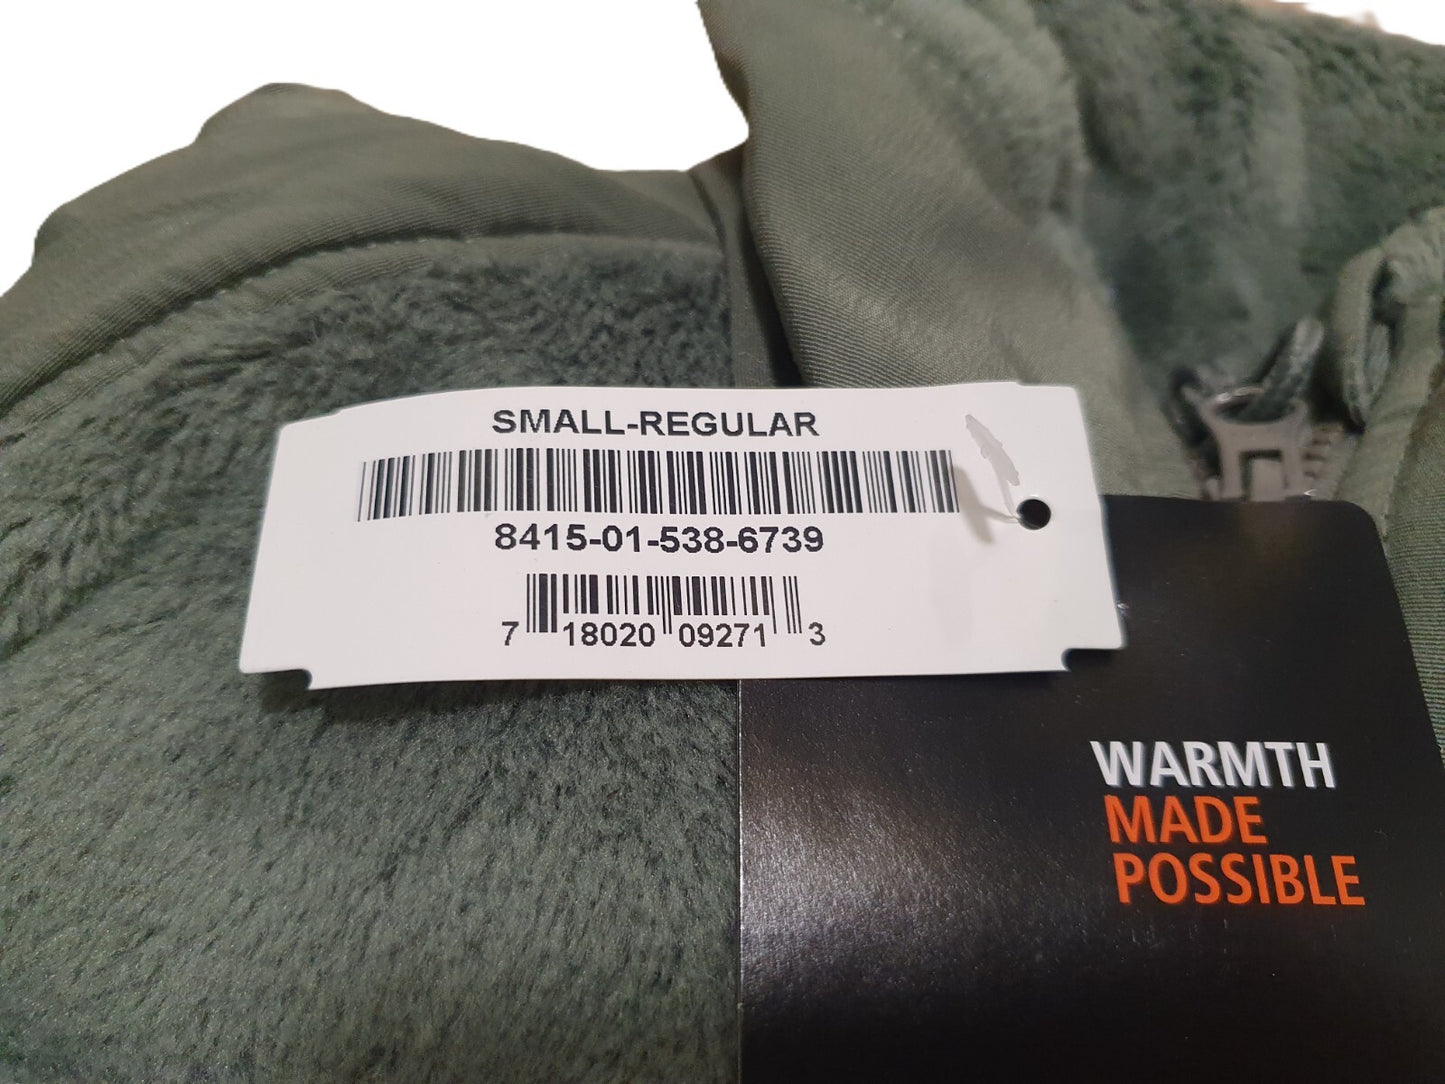 SMALL-REGULAR
8415-01-538-6739
7 18020 09271 3
WARMTH
MADE
POSSIBLE